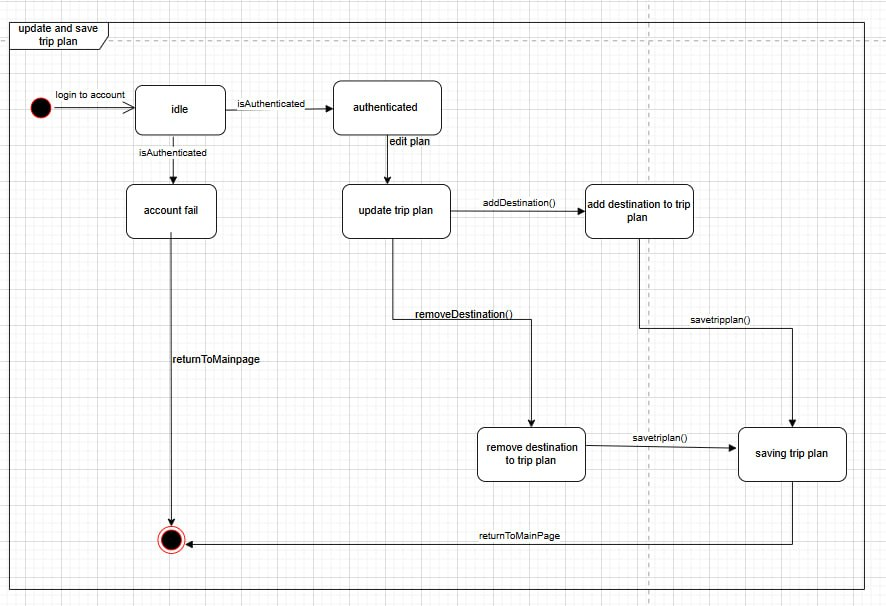 update and save
trip plan
login to account
idle
isAuthenticated
authenticated
isAuthenticated
edit plan
account fail
update trip plan
addDestination()
add destination to trip
plan
removeDestination()
savetripplan()
returnToMainpage
remove destination
to trip plan
savetriplan()
saving trip plan
returnToMainPage